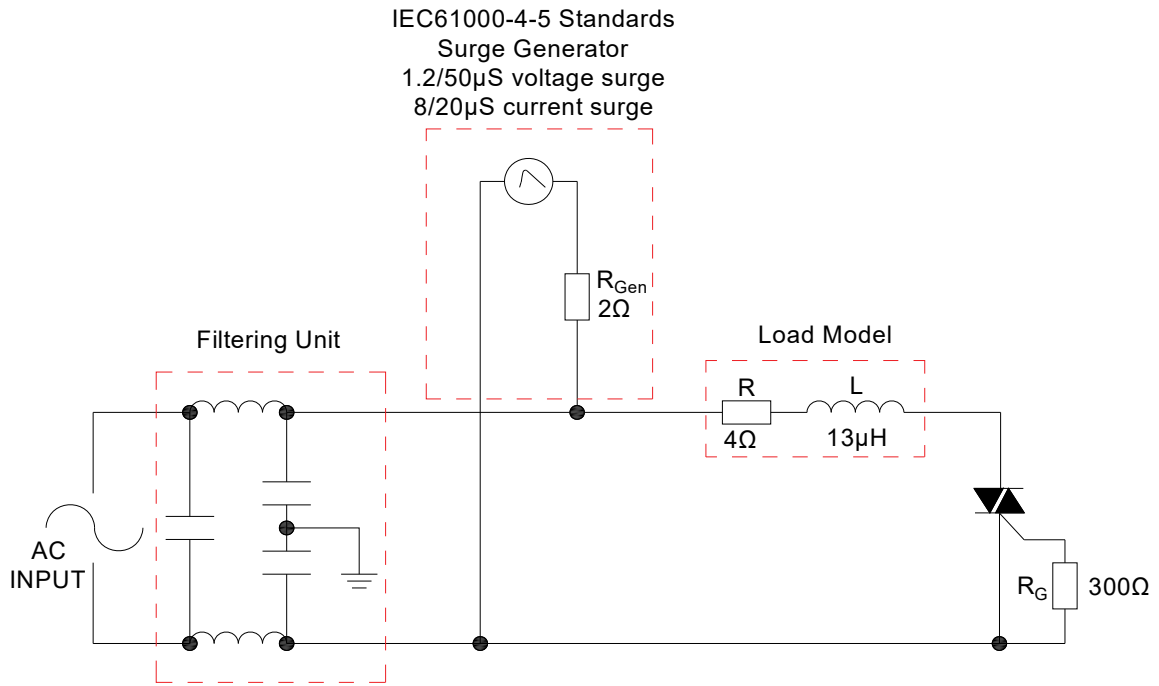 IEC61000-4-5 Standards
Surge Generator
1.2/50μS voltage surge
8/20μS current surge
RGen
2Ω
Filtering Unit
Load Model
R
L
4Ω
13μH
AC
INPUT
RG
300Ω